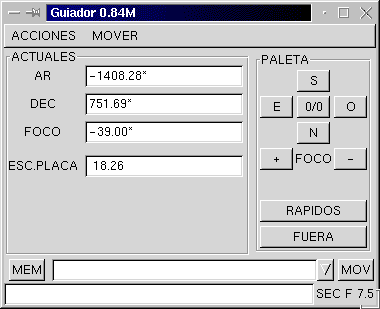 Guiador 0.84M
ACCIONES MOVER
ACTUALES
AR -1408.28"
DEC 751.69"
FOCO -39.00"
ESC.PLACA 18.26
PALETA
S
E 0/0 O
N
+ FOCO -
RAPIDOS
FUERA
MEM / MOV
SEC F 7.5